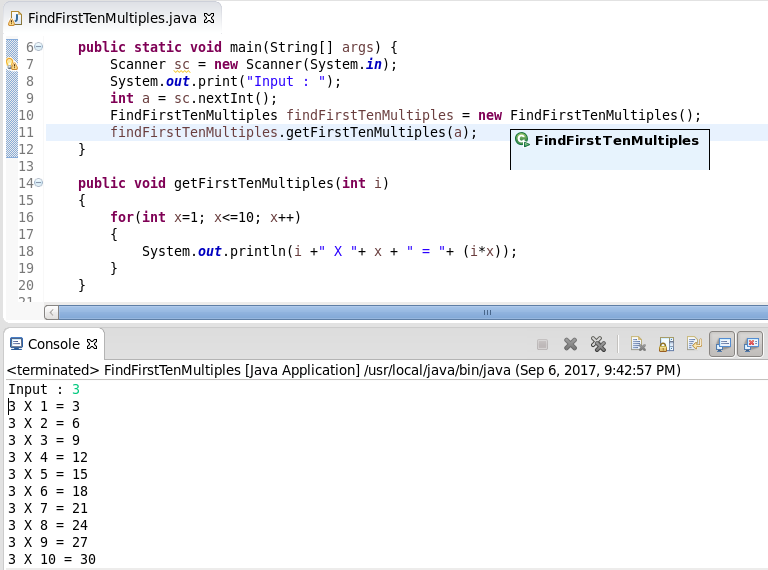 FindFirstTenMultiples.java
6 public static void main(String[] args) {
7 Scanner sc = new Scanner(System.in);
8 System.out.print("Input : ");
9 int a = sc.nextInt();
10 FindFirstTenMultiples findFirstTenMultiples = new FindFirstTenMultiples();
11 findFirstTenMultiples.getFirstTenMultiples(a);
FindFirstTenMultiples
12 }
13
14 public void getFirstTenMultiples(int i)
15 {
16 for(int x=1; x<=10; x++)
17 {
18 System.out.println(i +" X "+ x + " = "+ (i*x));
19 }
20 }
21
Console
<terminated> FindFirstTenMultiples [Java Application] /usr/local/java/bin/java (Sep 6, 2017, 9:42:57 PM)
Input : 3
3 X 1 = 3
3 X 2 = 6
3 X 3 = 9
3 X 4 = 12
3 X 5 = 15
3 X 6 = 18
3 X 7 = 21
3 X 8 = 24
3 X 9 = 27
3 X 10 = 30